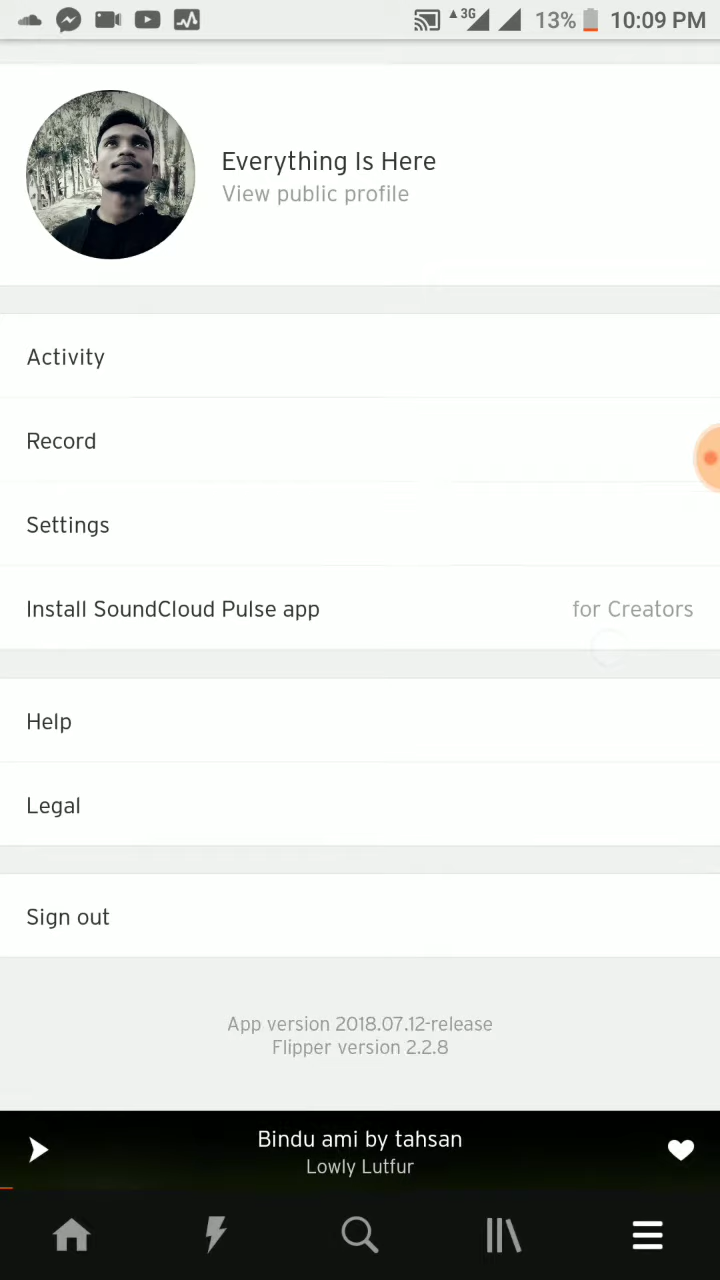 3G 13% 10:09 PM
Everything Is Here
View public profile
Activity
Record
Settings
Install SoundCloud Pulse app for Creators
Help
Legal
Sign out
App version 2018.07.12-release
Flipper version 2.2.8
Bindu ami by tahsan
Lowly Lutfur